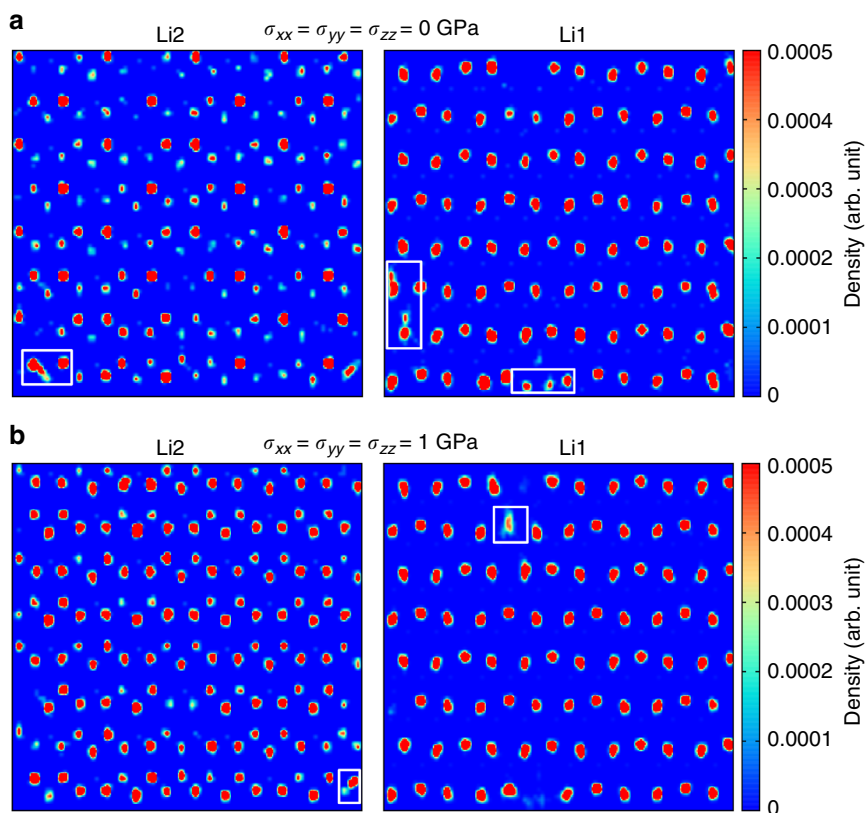 a
σxx = σyy = σzz = 0 GPa
Li2
Li1
0.0005
0.0004
0.0003
0.0002
0.0001
0
Density (arb. unit)
b
σxx = σyy = σzz = 1 GPa
Li2
Li1
0.0005
0.0004
0.0003
0.0002
0.0001
0
Density (arb. unit)